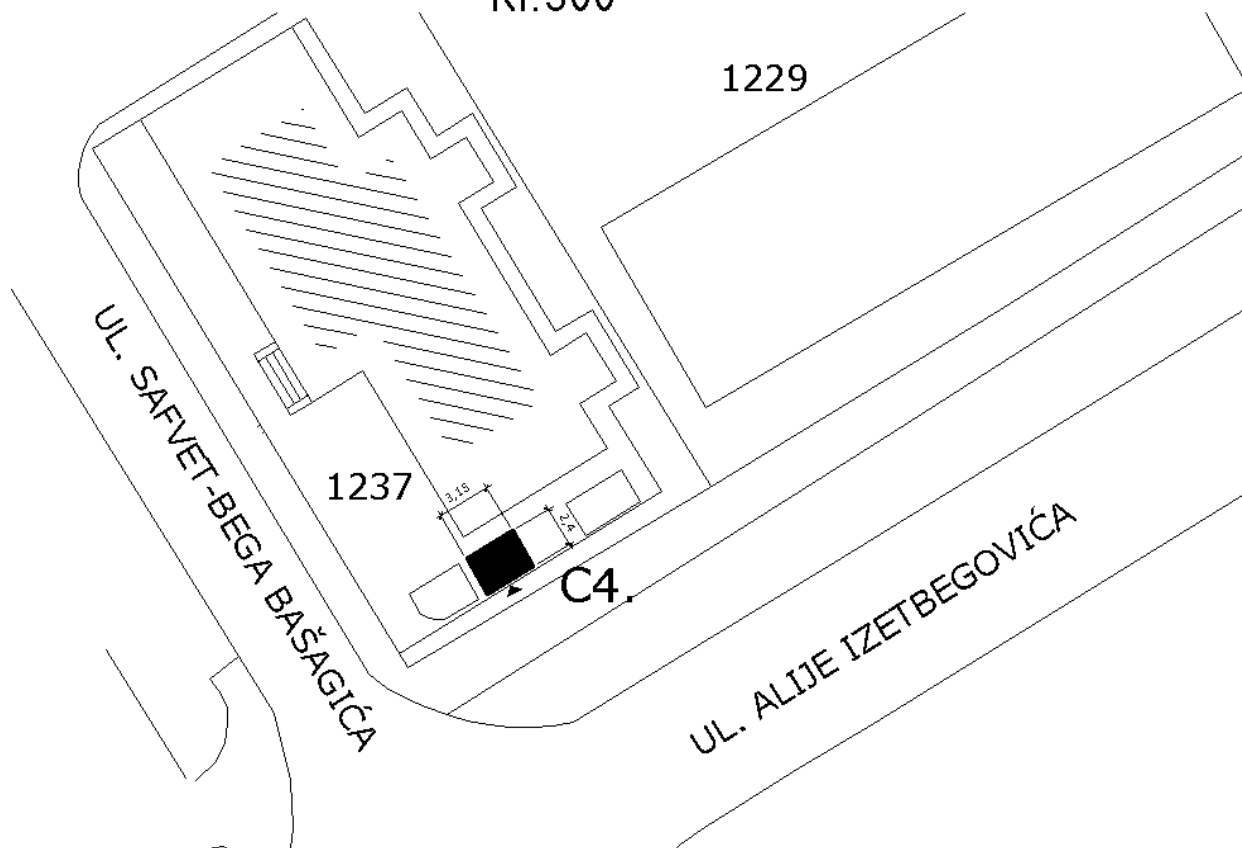 1229
UL. SAFVET-BEGA BAŠAGIĆA
1237
3,15
2,4
C4.
UL. ALIJE IZETBEGOVIĆA